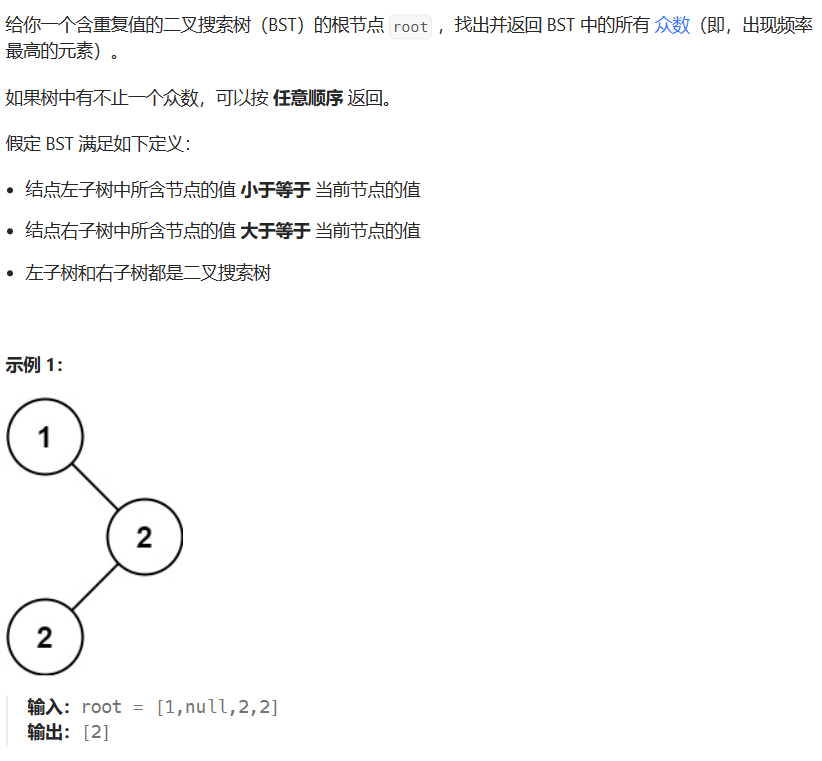 给你一个含重复值的二叉搜索树（BST）的根节点 root ，找出并返回 BST 中的所有 众数（即，出现频率
最高的元素）。
如果树中有不止一个众数，可以按 任意顺序 返回。
假定 BST 满足如下定义：
• 结点左子树中所含节点的值 小于等于 当前节点的值
• 结点右子树中所含节点的值 大于等于 当前节点的值
• 左子树和右子树都是二叉搜索树
示例 1：
1
2
2
输入：root = [1,null,2,2]
输出：[2]